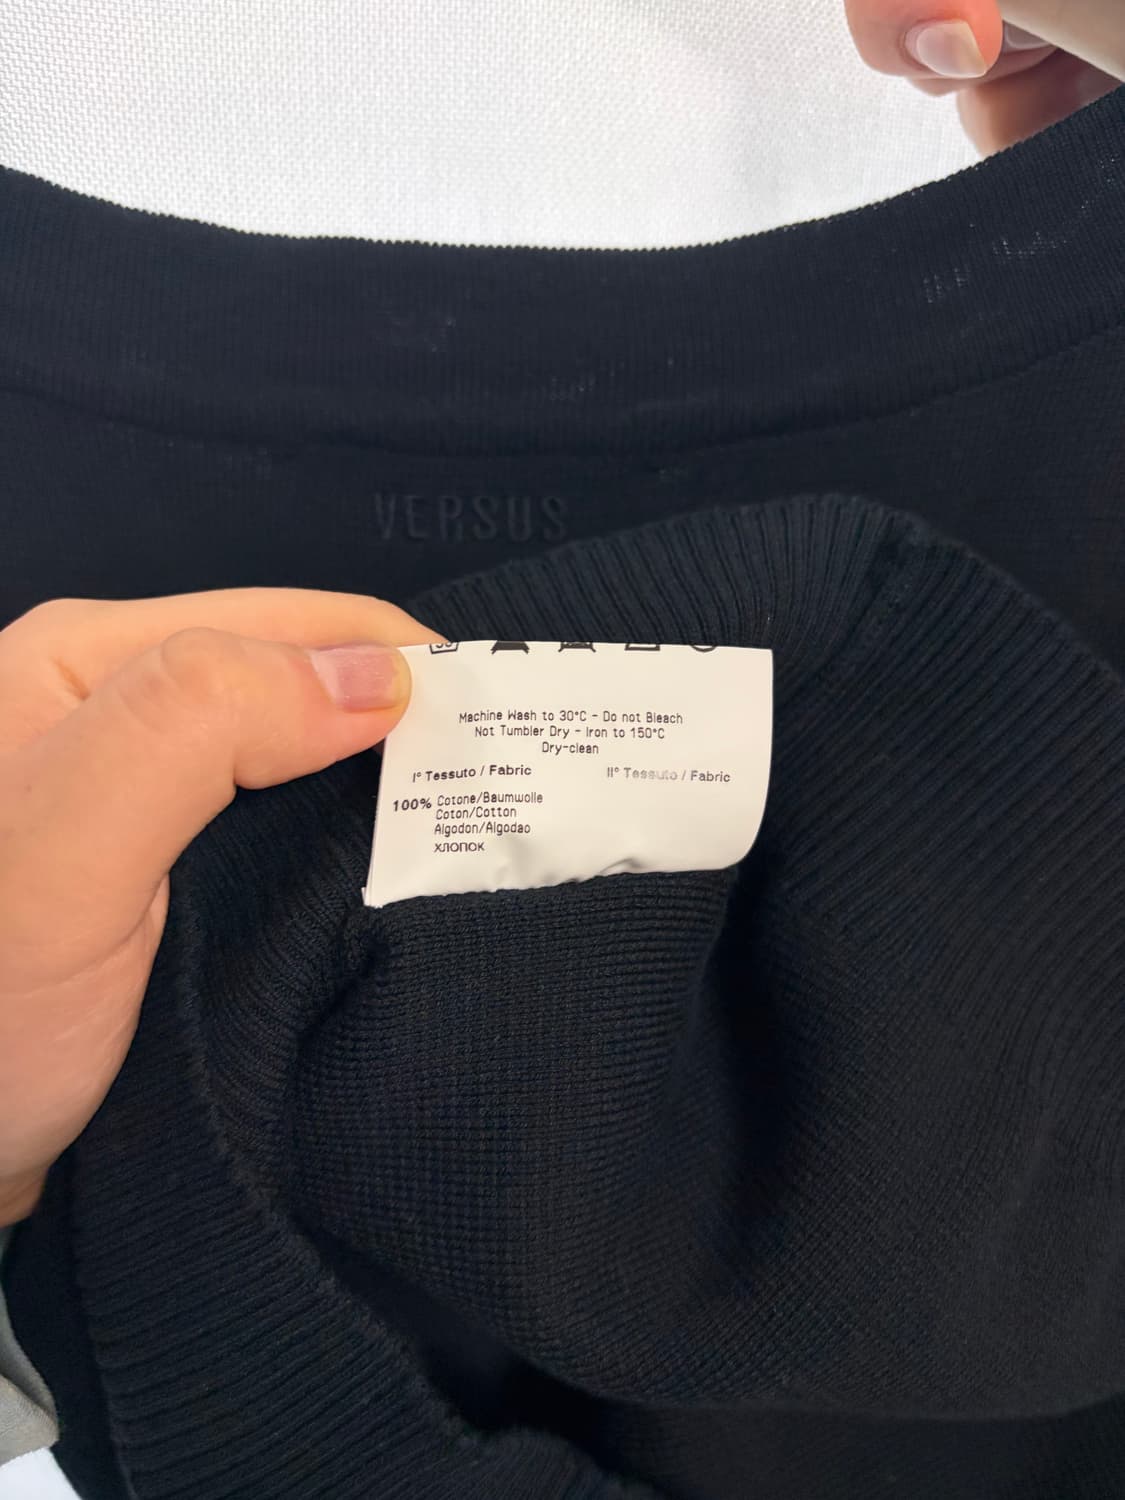 VERSUS
30
Machine Wash to 30°C - Do not Bleach
Not Tumbler Dry - Iron to 150°C
Dry-clean
I° Tessuto / Fabric
II° Tessuto / Fabric
100% Cotone/Baumwolle
Coton/Cotton
Algodon/Algodao
ХЛОПОК